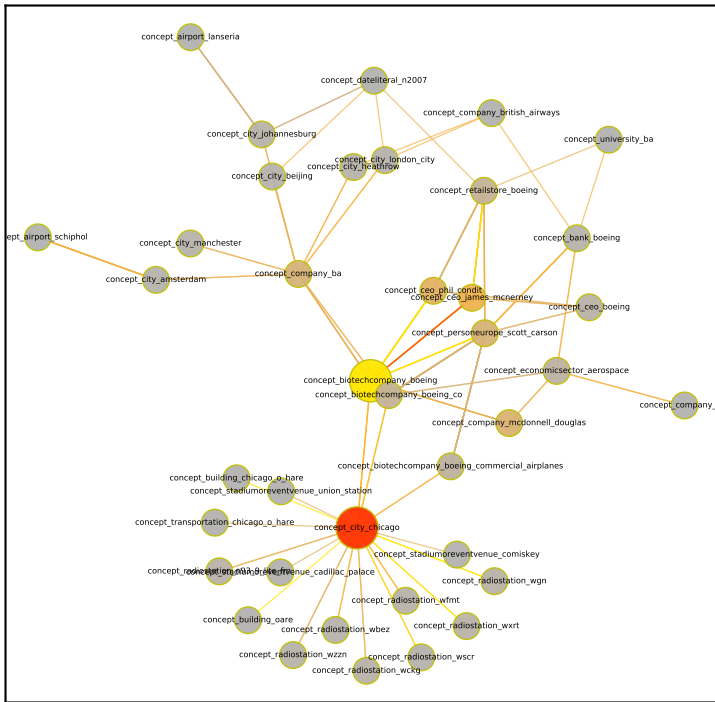 concept_airport_lanseria
concept_dateliteral_n2007
concept_company_british_airways
concept_city_johannesburg
concept_university_ba
concept_city_london_city
concept_city_heathrow
concept_city_beijing
concept_retailstore_boeing
ept_airport_schiphol
concept_city_manchester
concept_bank_boeing
concept_company_ba
concept_city_amsterdam
concept_ceo_phil_condit
concept_ceo_james_mcnerney
concept_ceo_boeing
concept_personeurope_scott_carson
concept_economicsector_aerospace
concept_biotechcompany_boeing
concept_biotechcompany_boeing_co
concept_company_
concept_company_mcdonnell_douglas
concept_biotechcompany_boeing_commercial_airplanes
concept_building_chicago_o_hare
concept_stadiumoreventvenue_union_station
concept_transportation_chicago_o_hare
concept_city_chicago
concept_stadiumoreventvenue_comiskey
concept_stadiumoreventvenue_cadillac_palace
concept_radiostation_wgn
concept_radiostation_wfmt
concept_building_oare
concept_radiostation_wbez
concept_radiostation_wxrt
concept_radiostation_wzzn
concept_radiostation_wscr
concept_radiostation_wckg